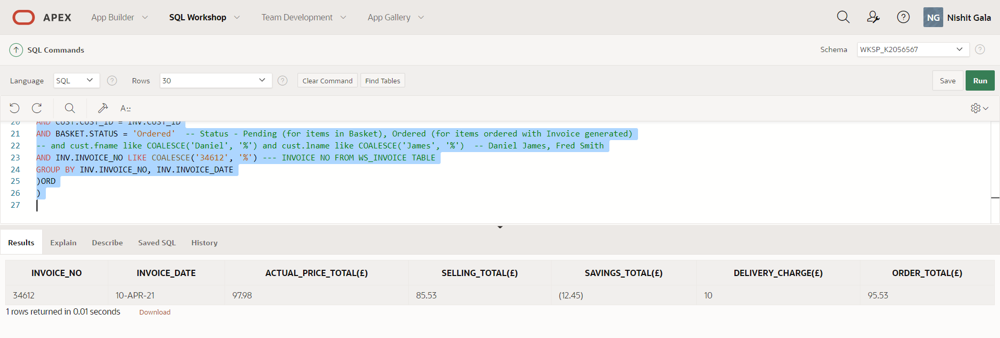 APEX App Builder SQL Workshop Team Development App Gallery ? NG Nishit Gala
SQL Commands Schema WKSP_K2056567 ?
Language SQL ? Rows 30 ? Clear Command Find Tables Save Run
A
20 AND CUST.CUST_ID = INV.CUST_ID
21 AND BASKET.STATUS = 'Ordered'  -- Status - Pending (for items in Basket), Ordered (for items ordered with Invoice generated)
22 -- and cust.fname like COALESCE('Daniel', '%') and cust.lname like COALESCE('James', '%')  -- Daniel James, Fred Smith
23 AND INV.INVOICE_NO LIKE COALESCE('34612', '%') --- INVOICE NO FROM WS_INVOICE TABLE
24 GROUP BY INV.INVOICE_NO, INV.INVOICE_DATE
25 )ORD
26 )
27
Results Explain Describe Saved SQL History
INVOICE_NO INVOICE_DATE ACTUAL_PRICE_TOTAL(£) SELLING_TOTAL(£) SAVINGS_TOTAL(£) DELIVERY_CHARGE(£) ORDER_TOTAL(£)
34612 10-APR-21 97.98 85.53 (12.45) 10 95.53
1 rows returned in 0.01 seconds Download